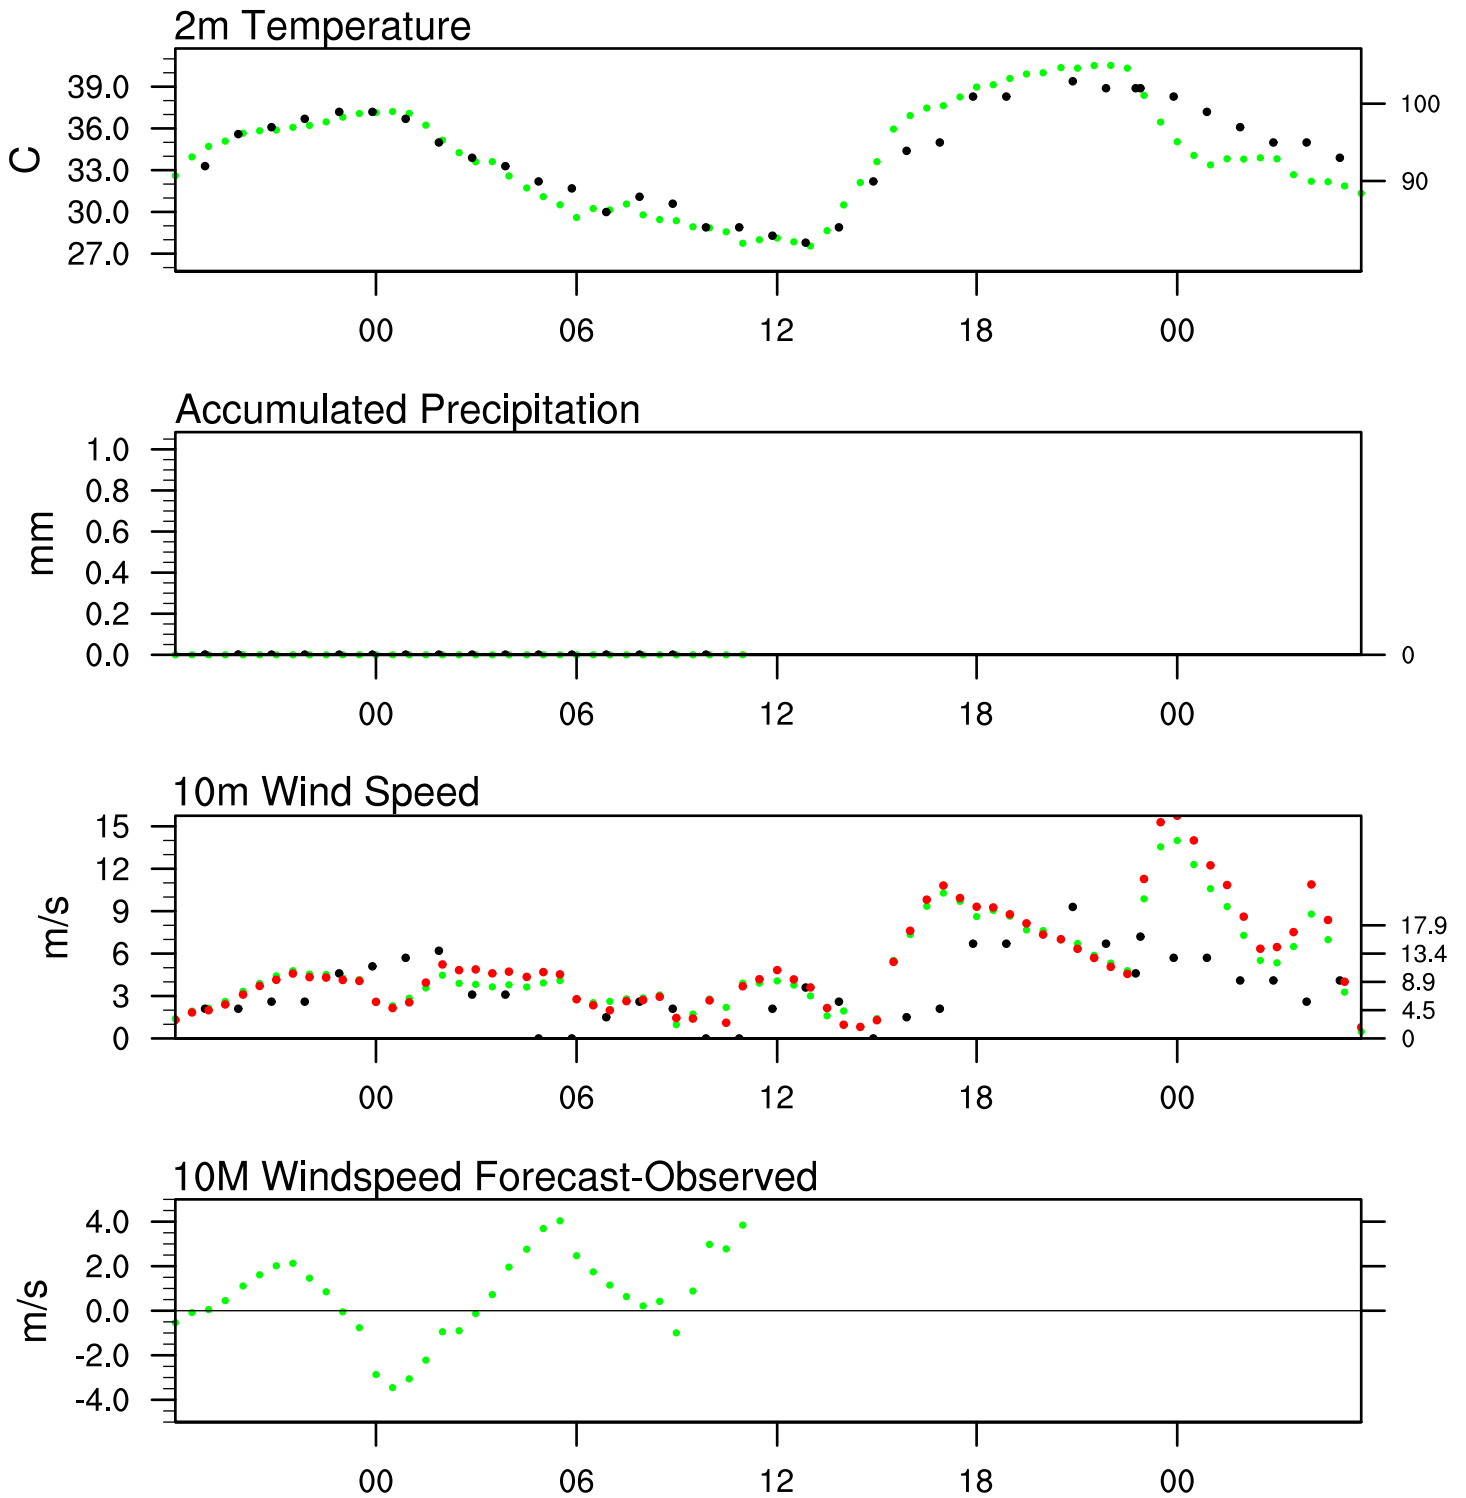 2m Temperature
39.0
36.0
33.0
30.0
27.0
C
100
90
00 06 12 18 00
Accumulated Precipitation
1.0
0.8
0.6
0.4
0.2
0.0
mm
0
00 06 12 18 00
10m Wind Speed
15
12
9
6
3
0
m/s
17.9
13.4
8.9
4.5
0
00 06 12 18 00
10M Windspeed Forecast-Observed
4.0
2.0
0.0
-2.0
-4.0
m/s
00 06 12 18 00